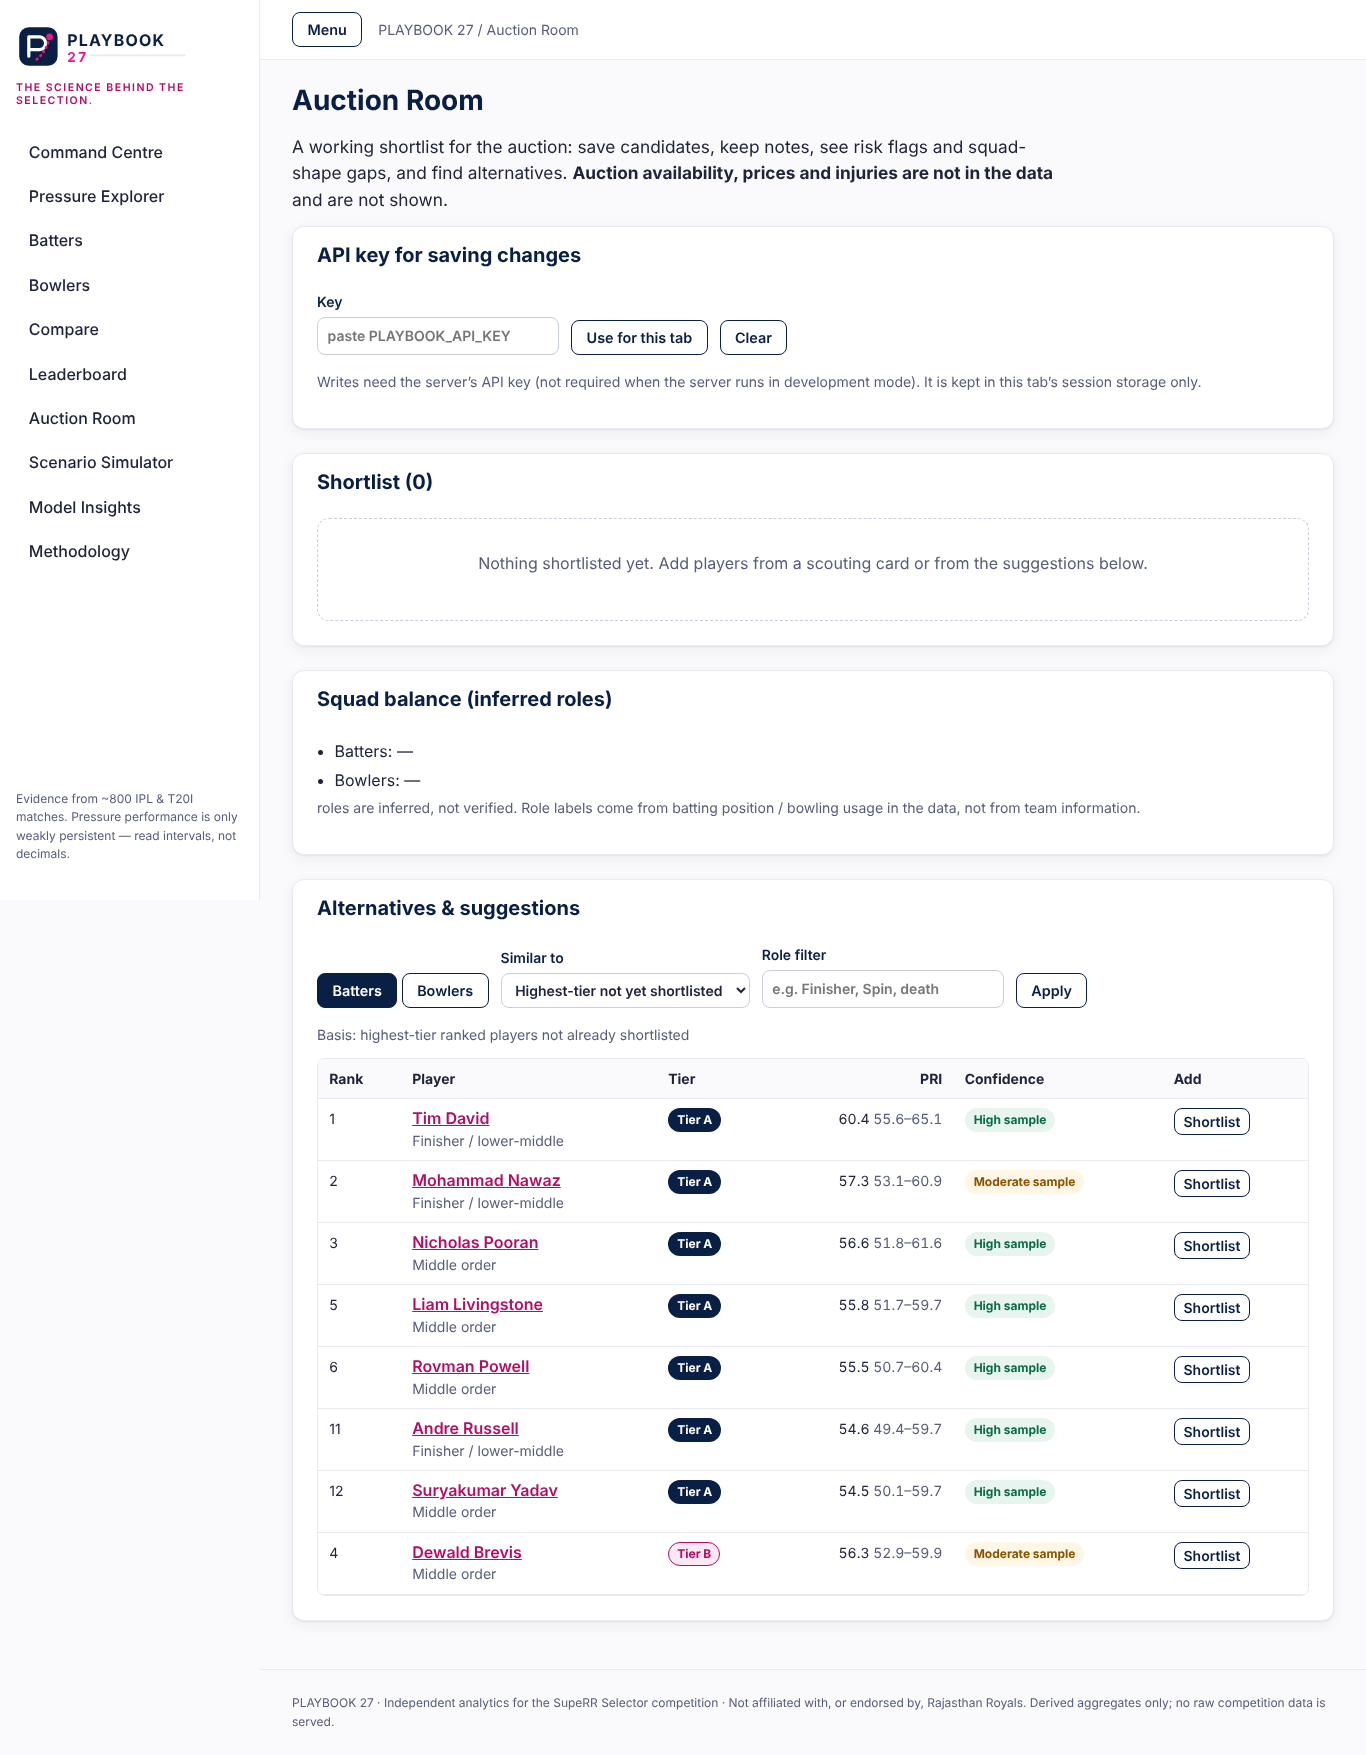 PLAYBOOK
27
THE SCIENCE BEHIND THE
SELECTION.
Command Centre
Pressure Explorer
Batters
Bowlers
Compare
Leaderboard
Auction Room
Scenario Simulator
Model Insights
Methodology
Evidence from ~800 IPL & T20I
matches. Pressure performance is only
weakly persistent — read intervals, not
decimals.
Menu PLAYBOOK 27 / Auction Room
Auction Room
A working shortlist for the auction: save candidates, keep notes, see risk flags and squad-
shape gaps, and find alternatives. Auction availability, prices and injuries are not in the data
and are not shown.
API key for saving changes
Key
paste PLAYBOOK_API_KEY Use for this tab Clear
Writes need the server’s API key (not required when the server runs in development mode). It is kept in this tab’s session storage only.
Shortlist (0)
Nothing shortlisted yet. Add players from a scouting card or from the suggestions below.
Squad balance (inferred roles)
• Batters: —
• Bowlers: —
roles are inferred, not verified. Role labels come from batting position / bowling usage in the data, not from team information.
Alternatives & suggestions
Similar to Role filter
Batters Bowlers Highest-tier not yet shortlisted e.g. Finisher, Spin, death Apply
Basis: highest-tier ranked players not already shortlisted
Rank Player Tier PRI Confidence Add
1 Tim David Tier A 60.4 55.6–65.1 High sample Shortlist
Finisher / lower-middle
2 Mohammad Nawaz Tier A 57.3 53.1–60.9 Moderate sample Shortlist
Finisher / lower-middle
3 Nicholas Pooran Tier A 56.6 51.8–61.6 High sample Shortlist
Middle order
5 Liam Livingstone Tier A 55.8 51.7–59.7 High sample Shortlist
Middle order
6 Rovman Powell Tier A 55.5 50.7–60.4 High sample Shortlist
Middle order
11 Andre Russell Tier A 54.6 49.4–59.7 High sample Shortlist
Finisher / lower-middle
12 Suryakumar Yadav Tier A 54.5 50.1–59.7 High sample Shortlist
Middle order
4 Dewald Brevis Tier B 56.3 52.9–59.9 Moderate sample Shortlist
Middle order
PLAYBOOK 27 · Independent analytics for the SupeRR Selector competition · Not affiliated with, or endorsed by, Rajasthan Royals. Derived aggregates only; no raw competition data is
served.